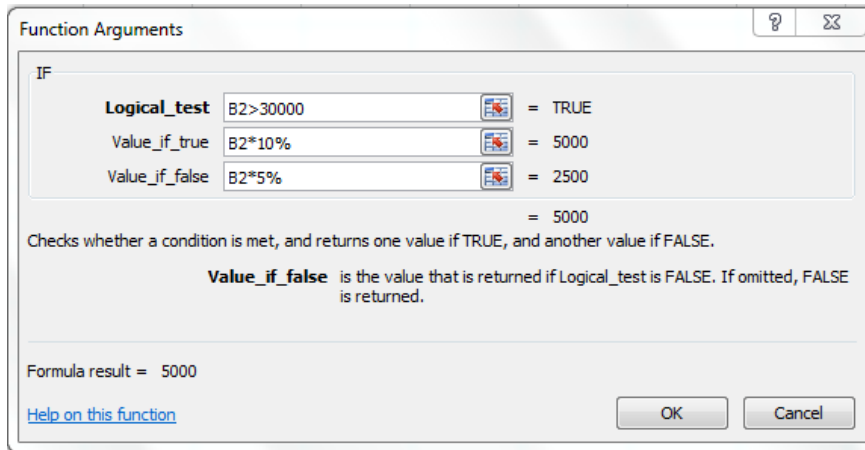 Function Arguments
IF
Logical_test B2>30000 = TRUE
Value_if_true B2*10% = 5000
Value_if_false B2*5% = 2500
= 5000
Checks whether a condition is met, and returns one value if TRUE, and another value if FALSE.
Value_if_false is the value that is returned if Logical_test is FALSE. If omitted, FALSE
is returned.
Formula result = 5000
Help on this function OK Cancel